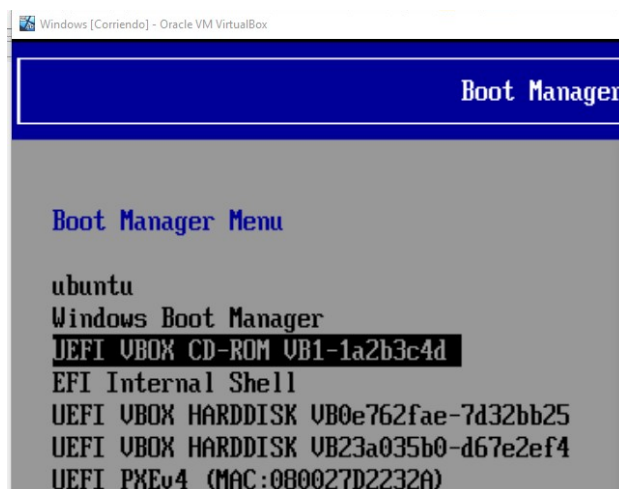 Windows [Corriendo] - Oracle VM VirtualBox
Boot Manager
Boot Manager Menu
ubuntu
Windows Boot Manager
UEFI VBOX CD-ROM VB1-1a2b3c4d
EFI Internal Shell
UEFI VBOX HARDDISK VB0e762fae-7d32bb25
UEFI VBOX HARDDISK VB23a035b0-d67e2ef4
UEFI PXEv4 (MAC:080027D2232A)